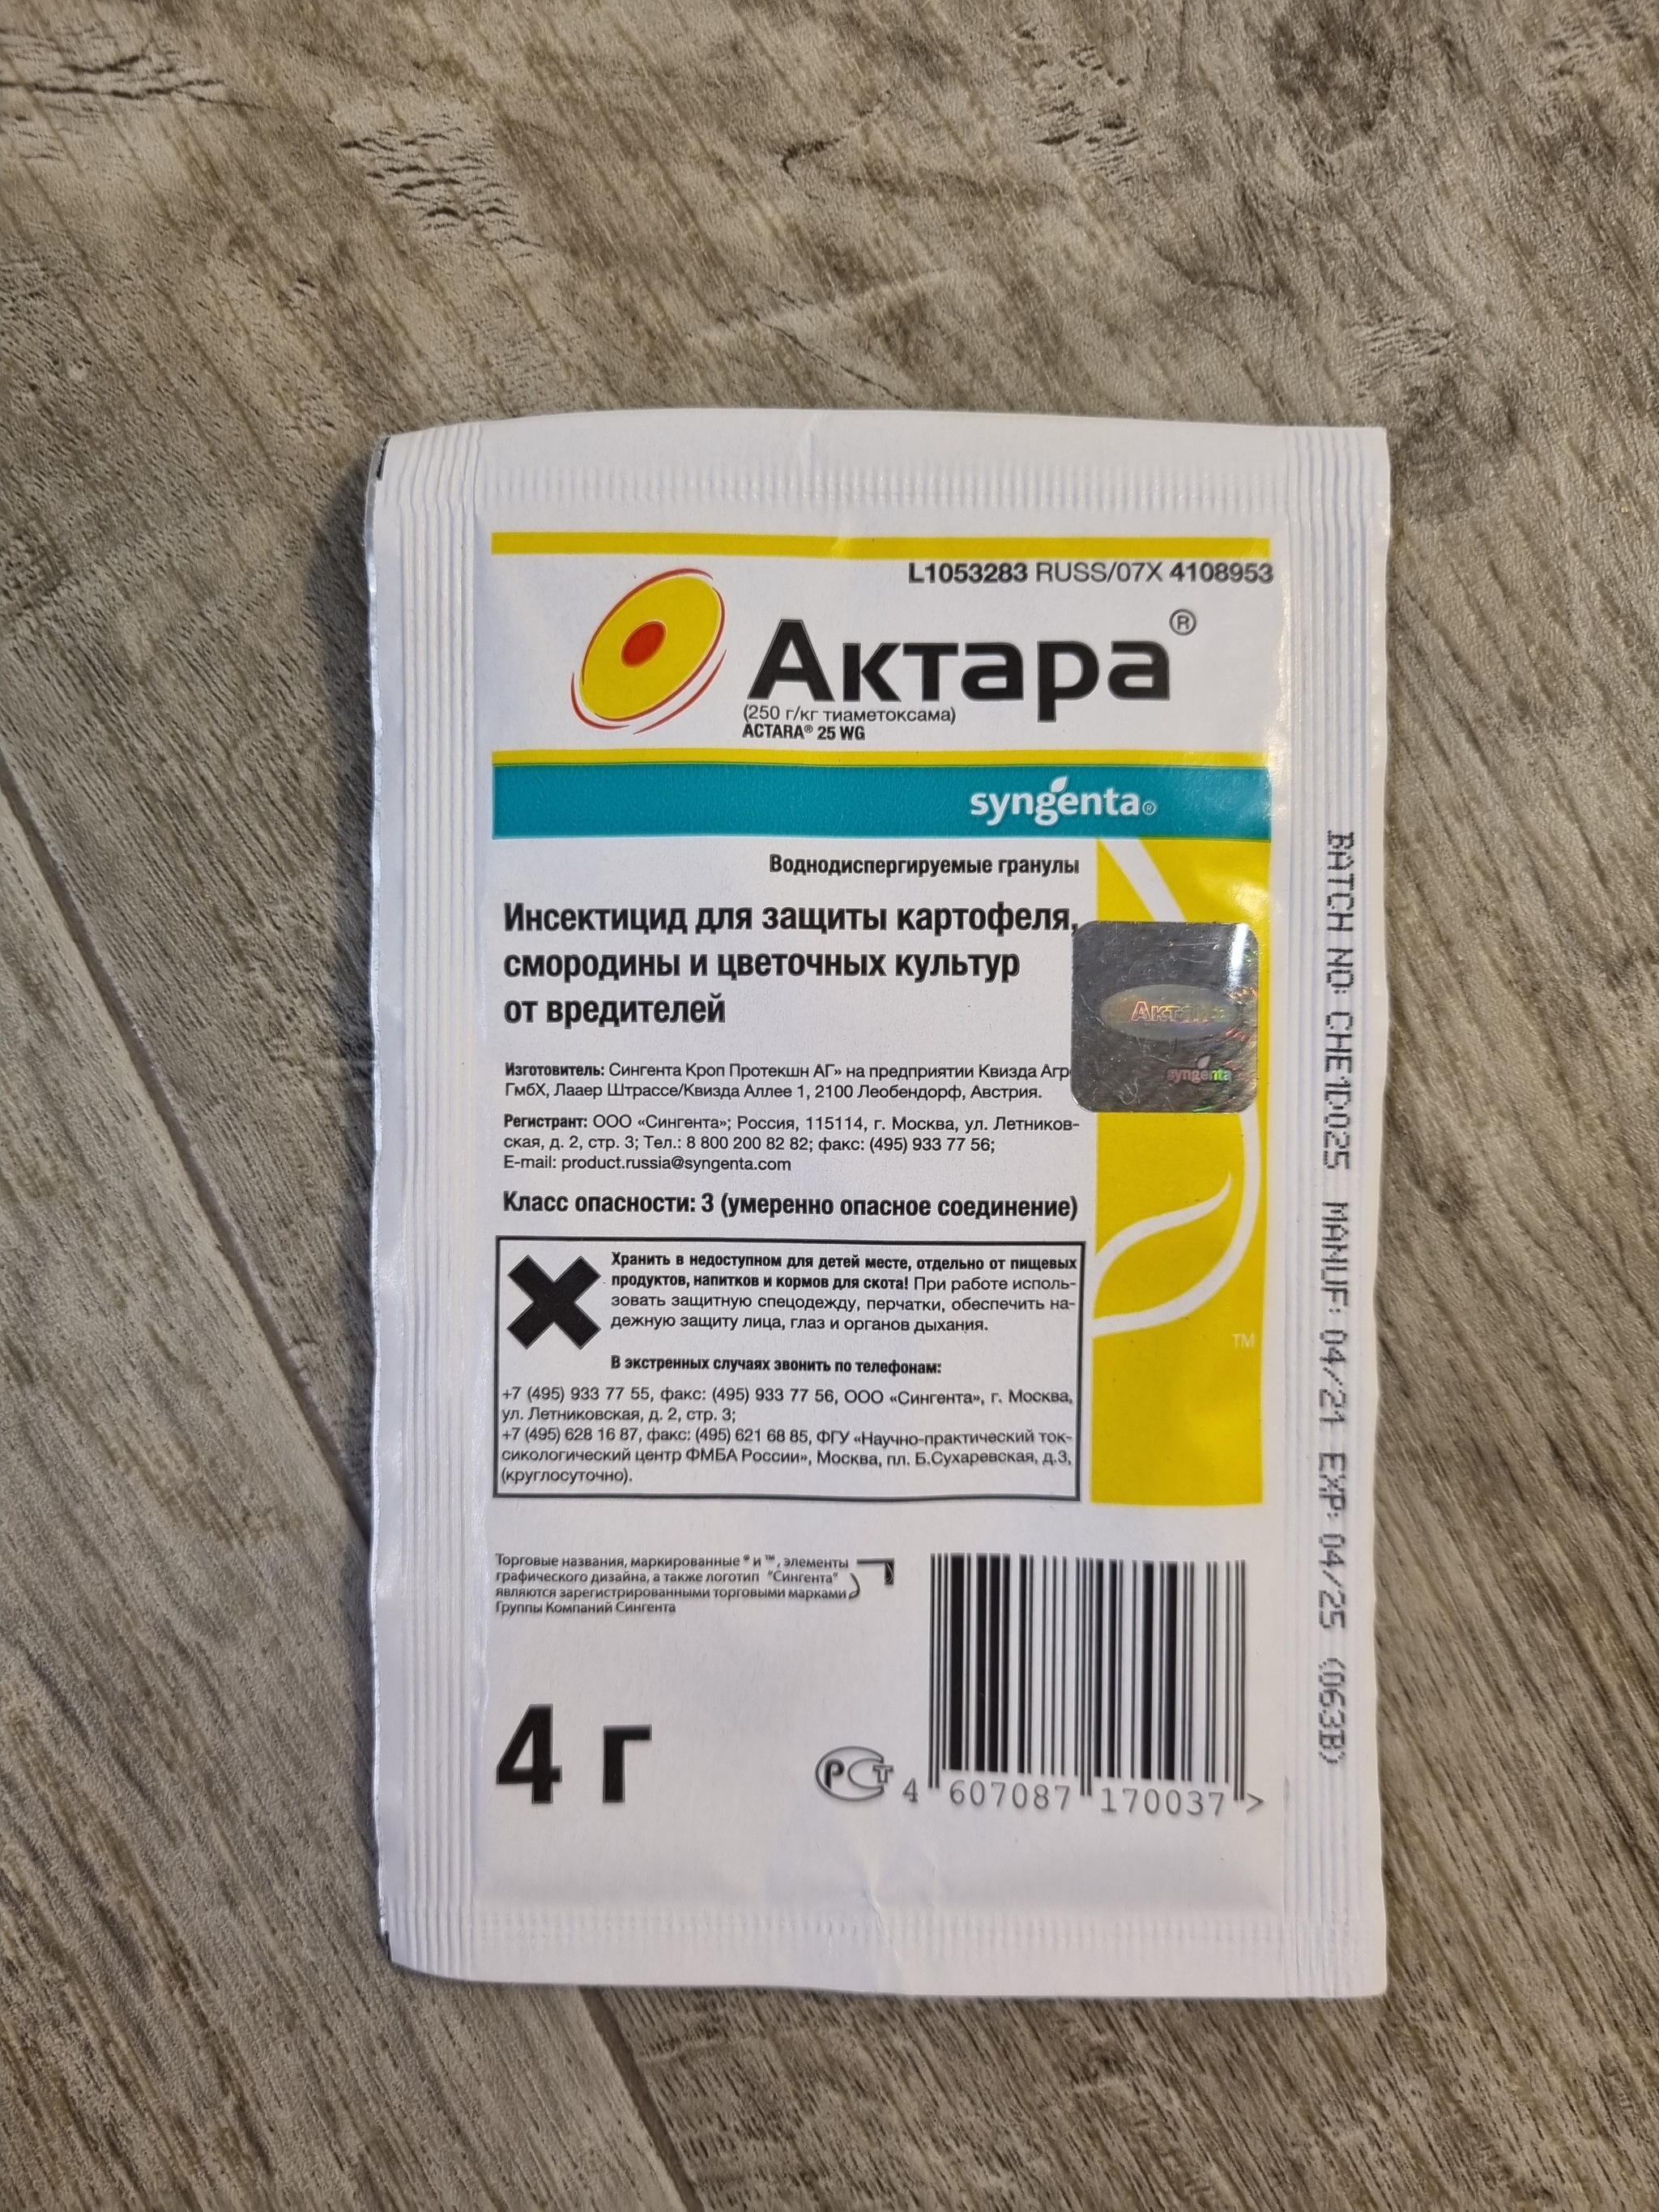 L1053283 RUSS/07X 4108953
Актара®
(250 г/кг тиаметоксама)
ACTARA® 25 WG
syngenta®
Воднодиспергируемые гранулы
Инсектицид для защиты картофеля,
смородины и цветочных культур
от вредителей
Изготовитель: Сингента Кроп Протекшн АГ» на предприятии Квизда Агр
ГмбХ, Лааер Штрассе/Квизда Аллее 1, 2100 Леобендорф, Австрия.
Регистрант: ООО «Сингента»; Россия, 115114, г. Москва, ул. Летников-
ская, д. 2, стр. 3; Тел.: 8 800 200 82 82; факс: (495) 933 77 56;
E-mail: product.russia@syngenta.com
Класс опасности: 3 (умеренно опасное соединение)
Хранить в недоступном для детей месте, отдельно от пищевых
продуктов, напитков и кормов для скота! При работе исполь-
зовать защитную спецодежду, перчатки, обеспечить на-
дежную защиту лица, глаз и органов дыхания.
В экстренных случаях звонить по телефонам:
+7 (495) 933 77 55, факс: (495) 933 77 56, ООО «Сингента», г. Москва,
ул. Летниковская, д. 2, стр. 3;
+7 (495) 628 16 87, факс: (495) 621 68 85, ФГУ «Научно-практический ток-
сикологический центр ФМБА России», Москва, пл. Б.Сухаревская, д.3,
(круглосуточно).
Актара
syngenta
TM
Торговые названия, маркированные ® и ™, элементы
графического дизайна, а также логотип "Сингента"
являются зарегистрированными торговыми марками
Группы Компаний Сингента
4 г
РСТ
4 607087 170037 >
BATCH NO: CHE1D025 MANUF: 04/21 EXP: 04/25 (063B)